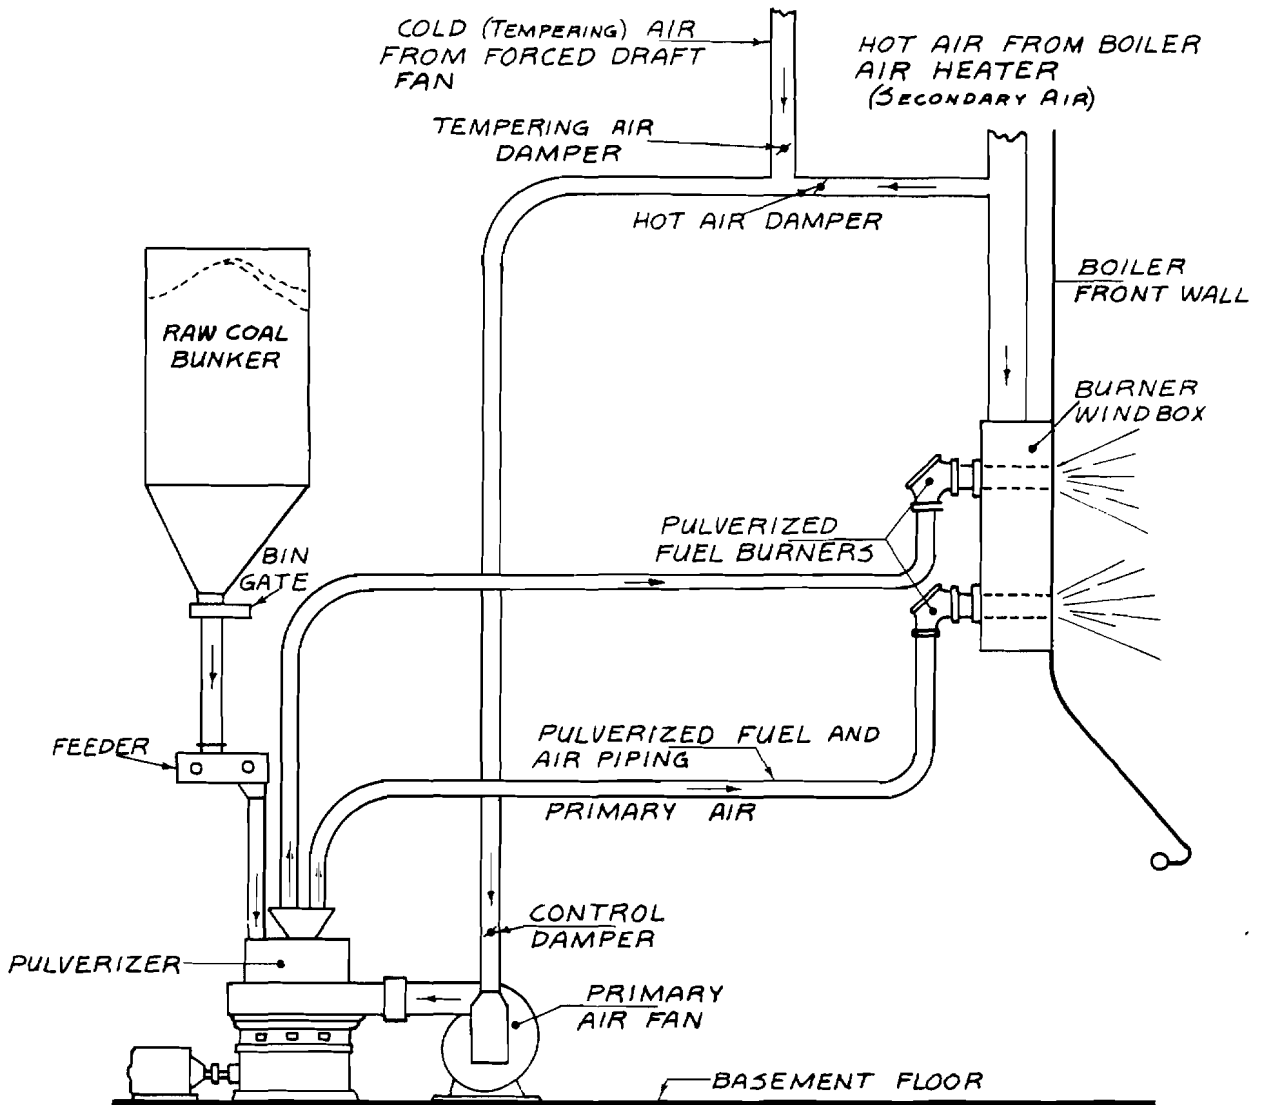 COLD (TEMPERING) AIR
FROM FORCED DRAFT
FAN
HOT AIR FROM BOILER
AIR HEATER
(SECONDARY AIR)
TEMPERING AIR
DAMPER
HOT AIR DAMPER
BOILER
FRONT WALL
RAW COAL
BUNKER
BURNER
WINDBOX
PULVERIZED
FUEL BURNERS
BIN
GATE
FEEDER
PULVERIZED FUEL AND
AIR PIPING
PRIMARY AIR
CONTROL
DAMPER
PULVERIZER
PRIMARY
AIR FAN
BASEMENT FLOOR